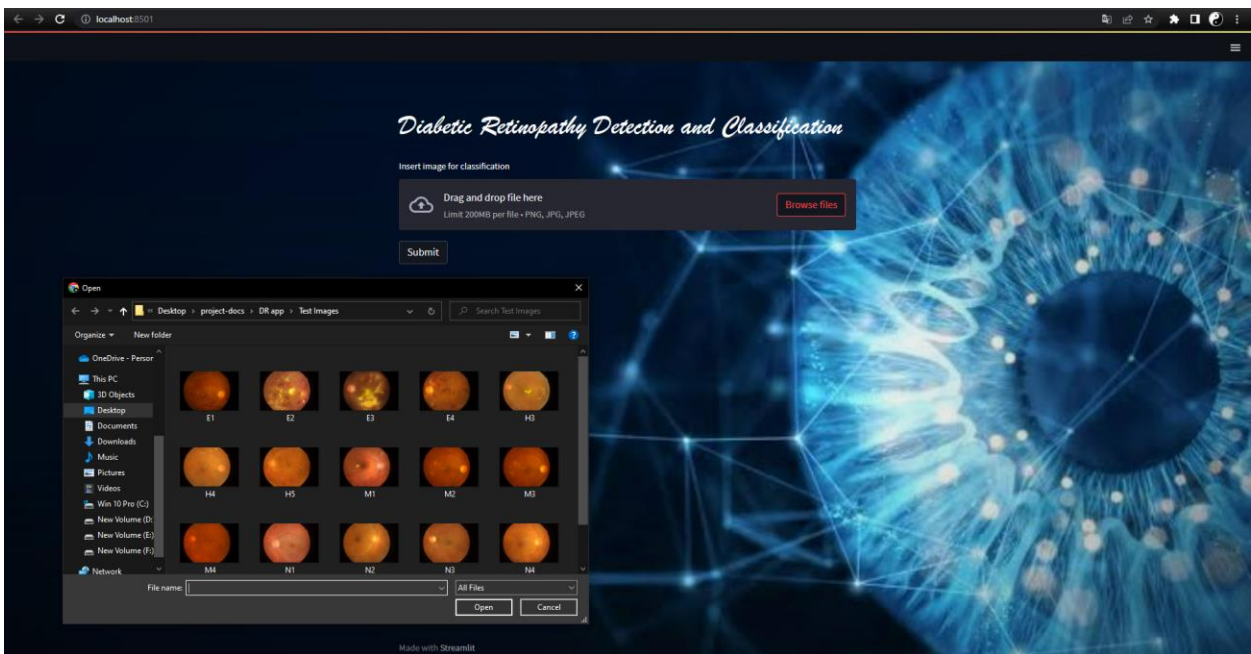 localhost:8501
Diabetic Retinopathy Detection and Classification
Insert image for classification
Drag and drop file here
Limit 200MB per file • PNG, JPG, JPEG
Browse files
Submit
Open
« Desktop › project-docs › DR app › Test Images
Search Test Images
Organize
New folder
OneDrive - Person
This PC
3D Objects
Desktop
Documents
Downloads
Music
Pictures
Videos
Win 10 Pro (C:)
New Volume (D:
New Volume (E:)
New Volume (F:)
Network
E1 E2 E3 E4 H3
H4 H5 M1 M2 M3
M4 N1 N2 N3 N4
File name:
All Files
Open
Cancel
Made with Streamlit